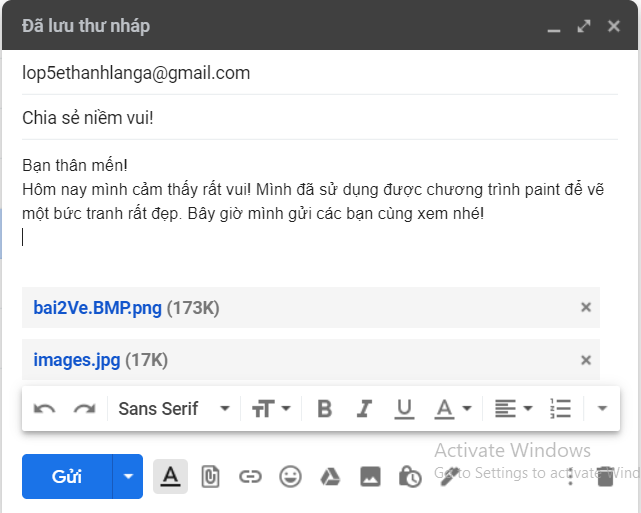 Đã lưu thư nháp
lop5ethanhlanga@gmail.com
Chia sẻ niềm vui!
Bạn thân mến!
Hôm nay mình cảm thấy rất vui! Mình đã sử dụng được chương trình paint để vẽ
một bức tranh rất đẹp. Bây giờ mình gửi các bạn cùng xem nhé!
bai2Ve.BMP.png (173K)
images.jpg (17K)
Sans Serif
Activate Windows
Gửi
Go to Settings to activate Wind